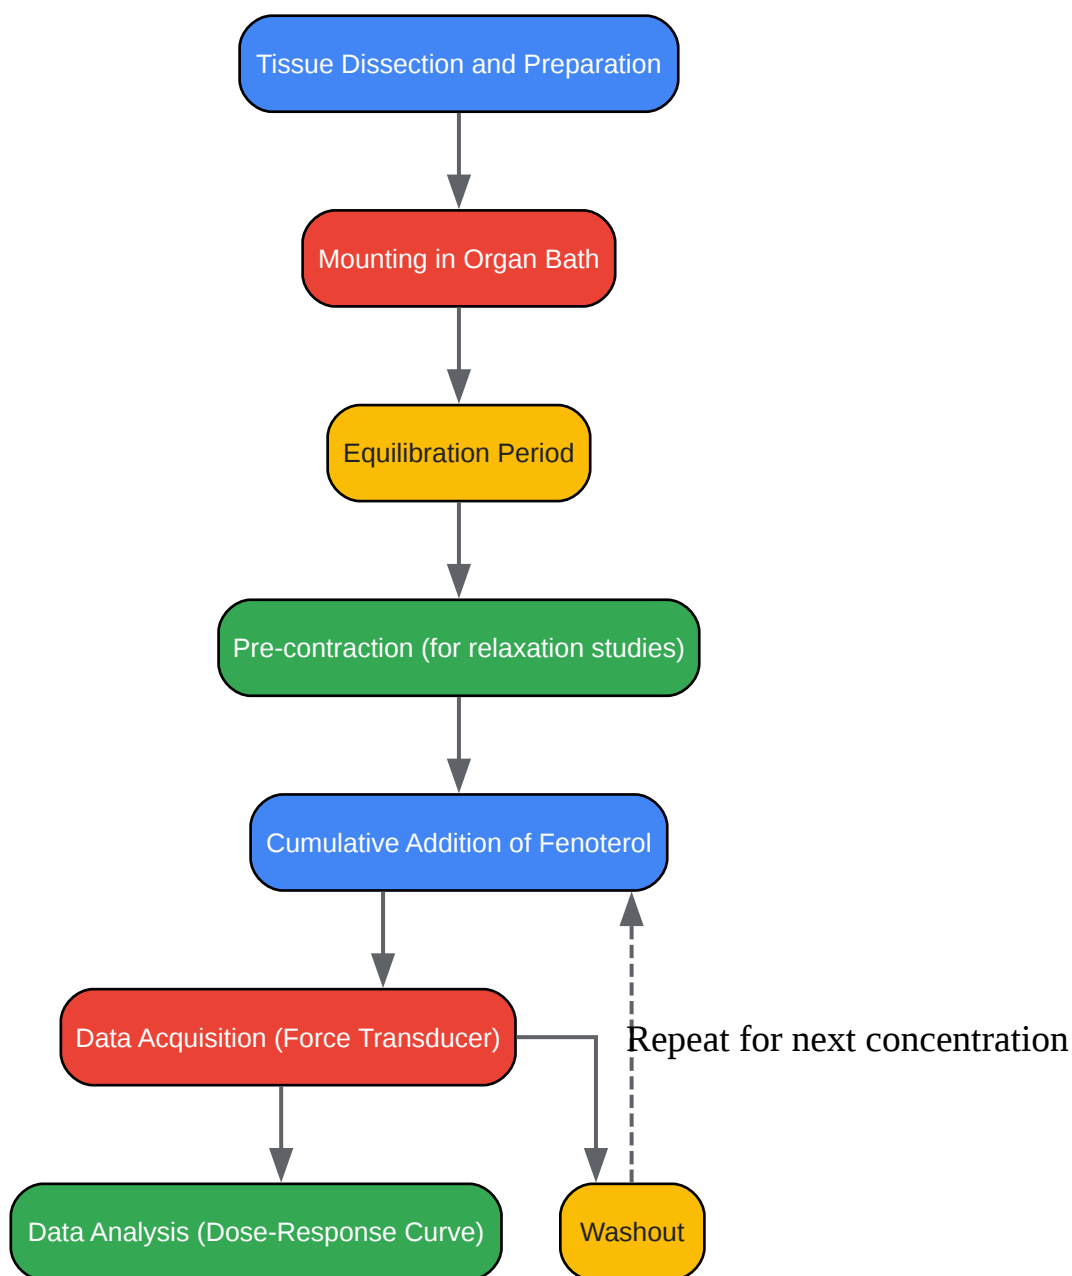 Tissue Dissection and Preparation
Mounting in Organ Bath
Equilibration Period
Pre-contraction (for relaxation studies)
Cumulative Addition of Fenoterol
Data Acquisition (Force Transducer)
Repeat for next concentration
Data Analysis (Dose-Response Curve)
Washout